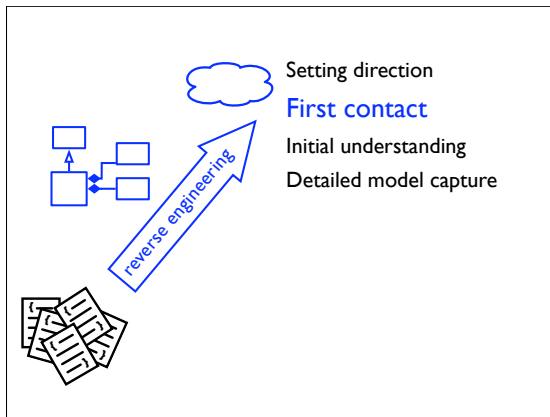 Setting direction
First contact
Initial understanding
Detailed model capture
reverse engineering